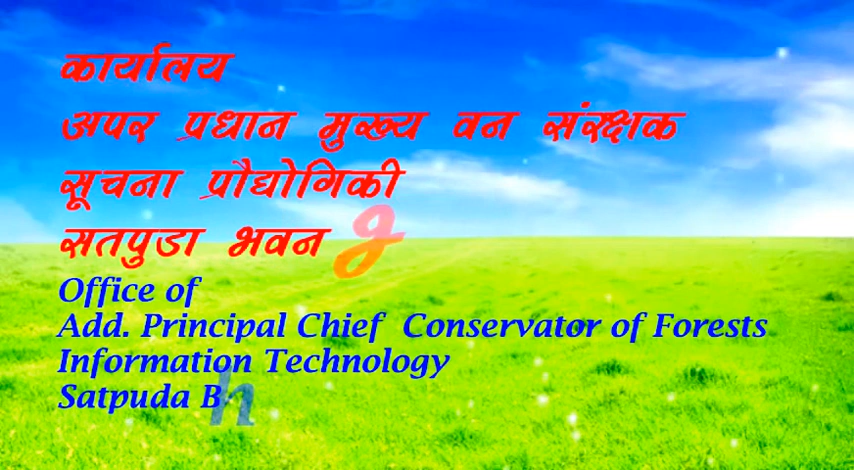 कार्यालय
अपर प्रधान मुख्य वन संरक्षक
सूचना प्रौद्योगिकी
सतपुडा भवन
Office of
Add. Principal Chief Conservator of Forests
Information Technology
Satpuda Bh